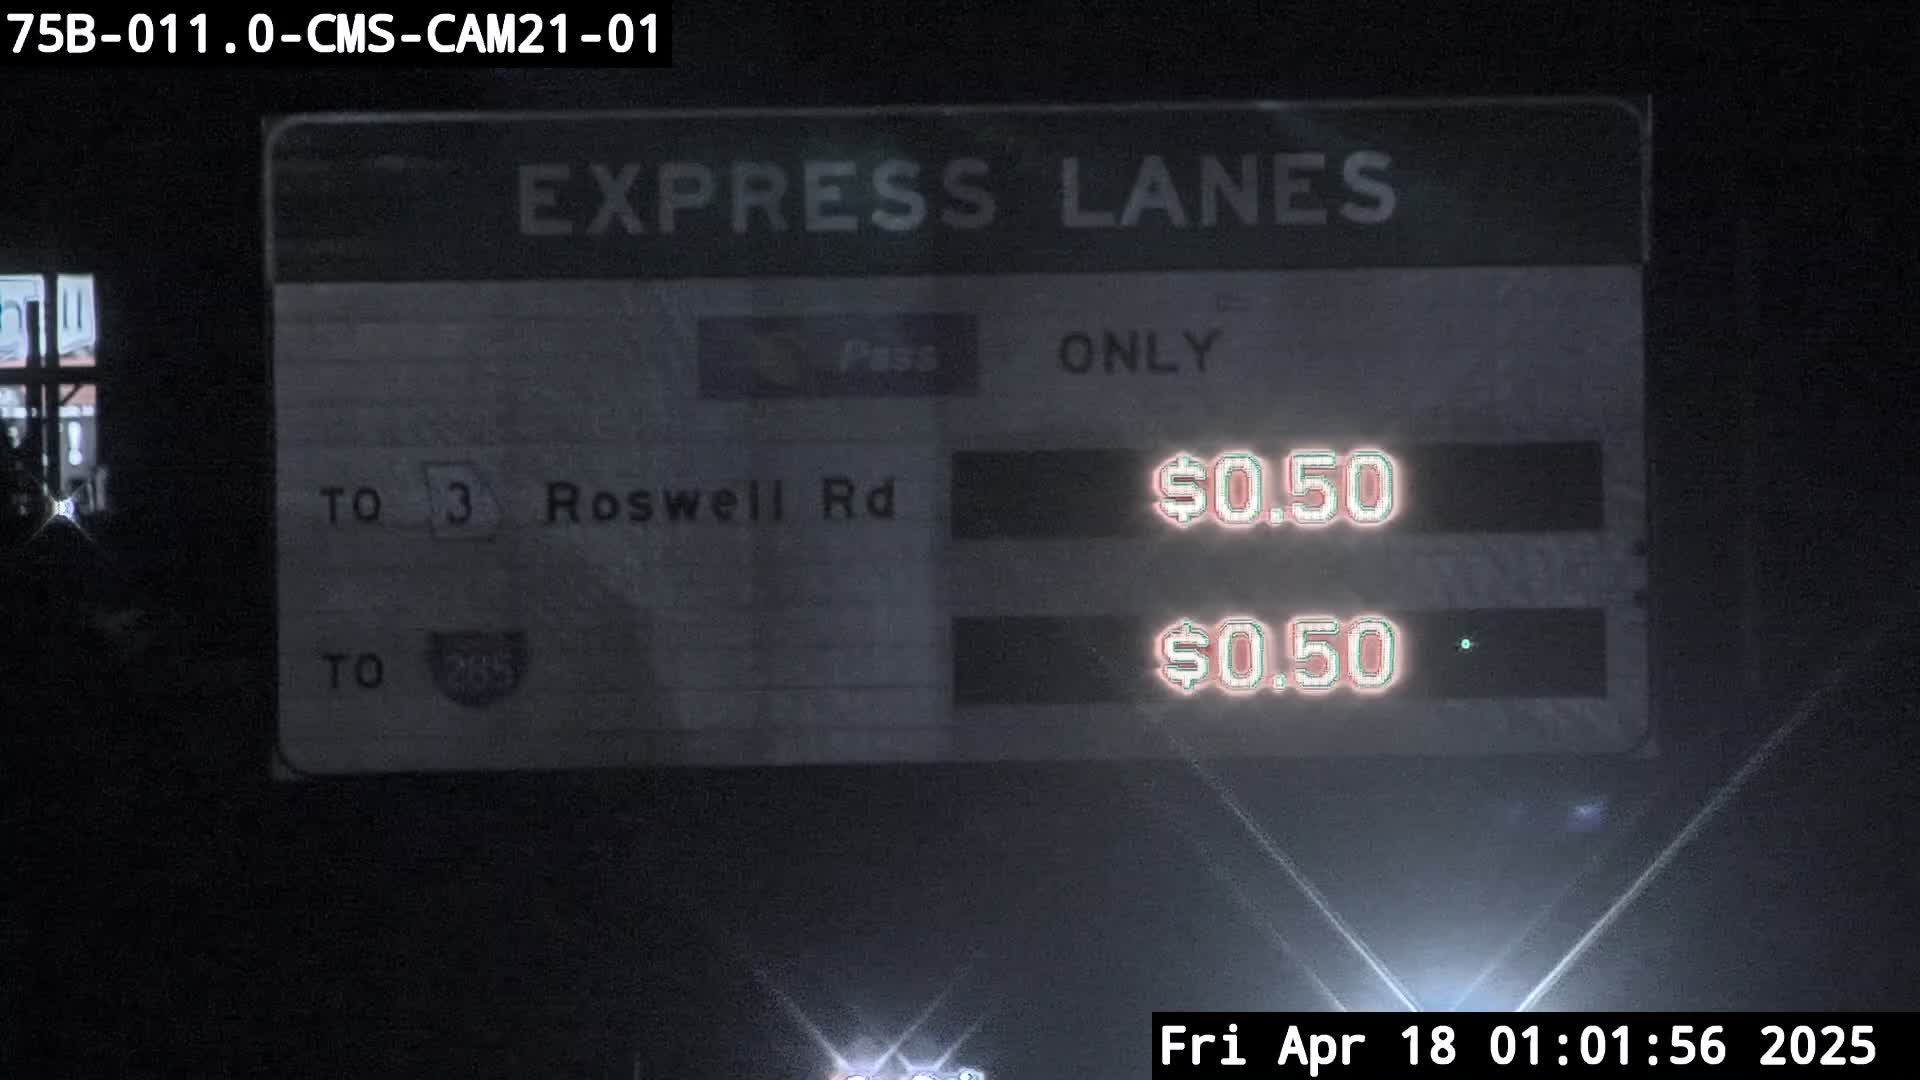 75B-011.0-CMS-CAM21-01
EXPRESS LANES
Pass ONLY
TO 3 Roswell Rd $0.50
TO 285 $0.50
Fri Apr 18 01:01:56 2025